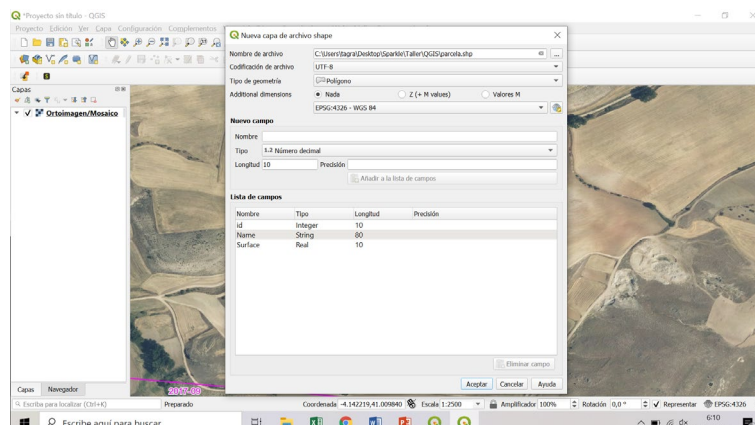 *Proyecto sin título - QGIS
Proyecto Edición Ver Capa Configuración Complementos
Capas
Ortoimagen/Mosaico
2017-09
Nueva capa de archivo shape
Nombre de archivo C:\Users\tagra\Desktop\Sparkle\Taller\QGIS\parcela.shp ...
Codificación de archivo UTF-8
Tipo de geometría Polígono
Additional dimensions Nada Z (+ M values) Valores M
EPSG:4326 - WGS 84
Nuevo campo
Nombre
Tipo 1.2 Número decimal
Longitud 10 Precisión
Añadir a la lista de campos
Lista de campos
Nombre Tipo Longitud Precisión
id Integer 10
Name String 80
Surface Real 10
Eliminar campo
Aceptar Cancelar Ayuda
Capas Navegador
Escriba para localizar (Ctrl+K) Preparado Coordenada -4.142219,41.009840 Escala 1:2500 Amplificador 100% Rotación 0,0 ° Representar EPSG:4326
Escribe aquí para buscar 6:10